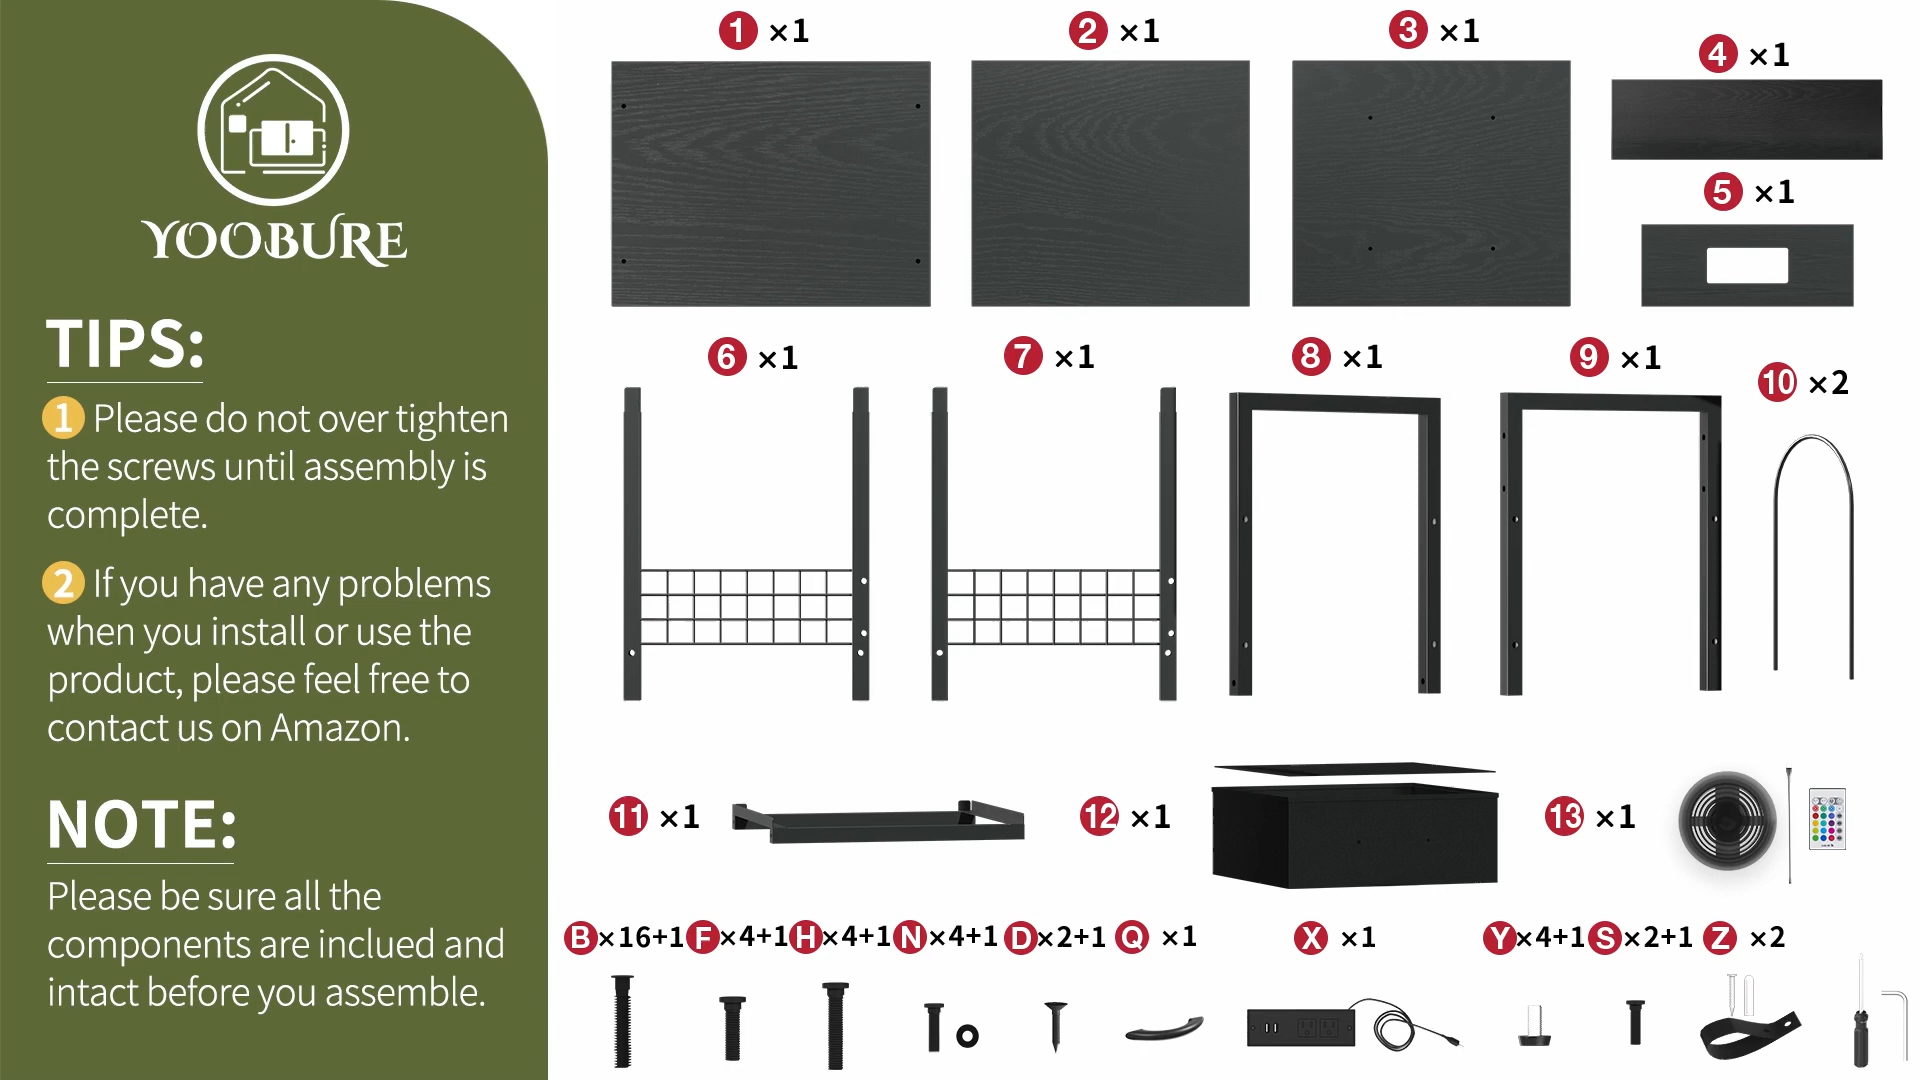 YOOBURE
TIPS:
1 Please do not over tighten
the screws until assembly is
complete.
2 If you have any problems
when you install or use the
product, please feel free to
contact us on Amazon.
NOTE:
Please be sure all the
components are inclued and
intact before you assemble.
1 ×1
2 ×1
3 ×1
4 ×1
5 ×1
6 ×1
7 ×1
8 ×1
9 ×1
10 ×2
11 ×1
12 ×1
13 ×1
B×16+1 F×4+1 H×4+1 N×4+1 D×2+1 Q ×1 X ×1 Y×4+1 S×2+1 Z ×2